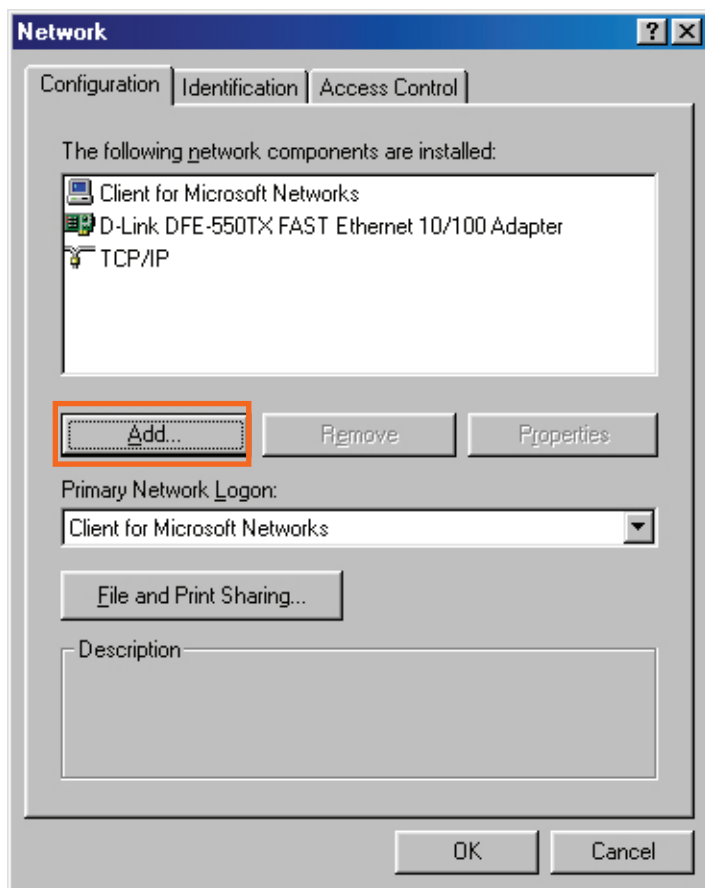 Network
Configuration Identification Access Control
The following network components are installed:
Client for Microsoft Networks
D-Link DFE-550TX FAST Ethernet 10/100 Adapter
TCP/IP
Add... Remove Properties
Primary Network Logon:
Client for Microsoft Networks
File and Print Sharing...
Description
OK Cancel